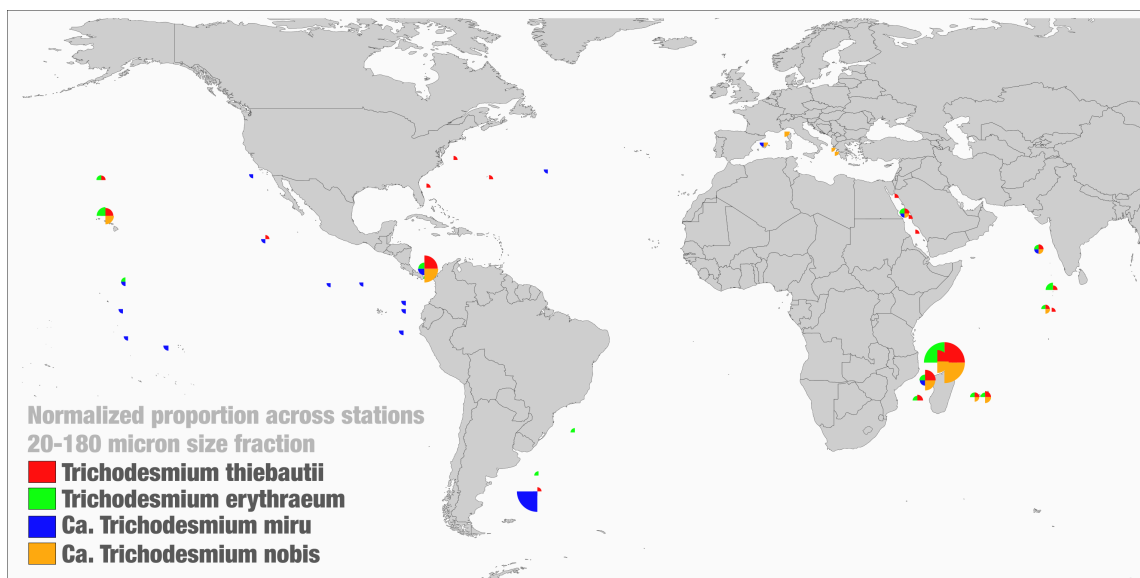 Normalized proportion across stations
20-180 micron size fraction
Trichodesmium thiebautii
Trichodesmium erythraeum
Ca. Trichodesmium miru
Ca. Trichodesmium nobis